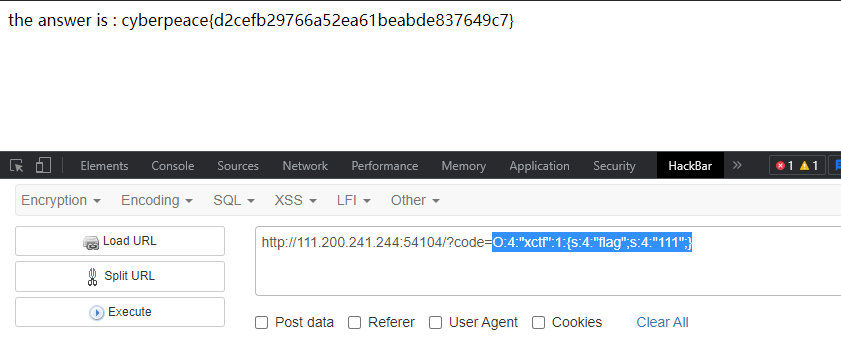 the answer is : cyberpeace{d2cefb29766a52ea61beabde837649c7}
Elements Console Sources Network Performance Memory Application Security HackBar » 1 1
Encryption Encoding SQL XSS LFI Other
Load URL
Split URL
Execute
http://111.200.241.244:54104/?code=O:4:"xctf":1:{s:4:"flag";s:4:"111";}
Post data Referer User Agent Cookies Clear All